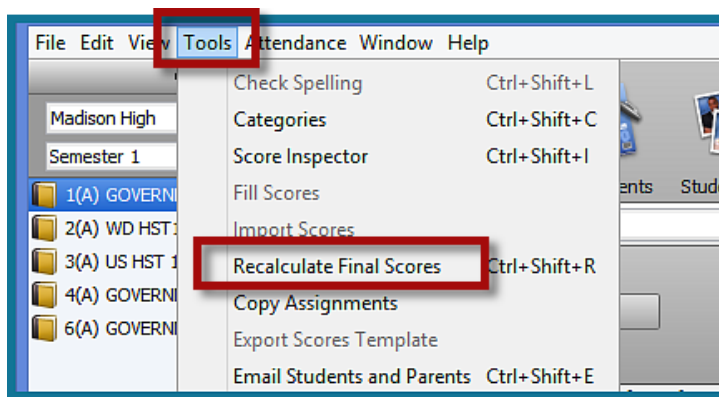 File Edit View Tools Attendance Window Help
Check Spelling Ctrl+Shift+L
Madison High
Categories Ctrl+Shift+C
Semester 1
Score Inspector Ctrl+Shift+I
1(A) GOVERN
Fill Scores
ents Stud
2(A) WD HST
Import Scores
3(A) US HST 1
Recalculate Final Scores Ctrl+Shift+R
4(A) GOVERN
Copy Assignments
6(A) GOVERN
Export Scores Template
Email Students and Parents Ctrl+Shift+E